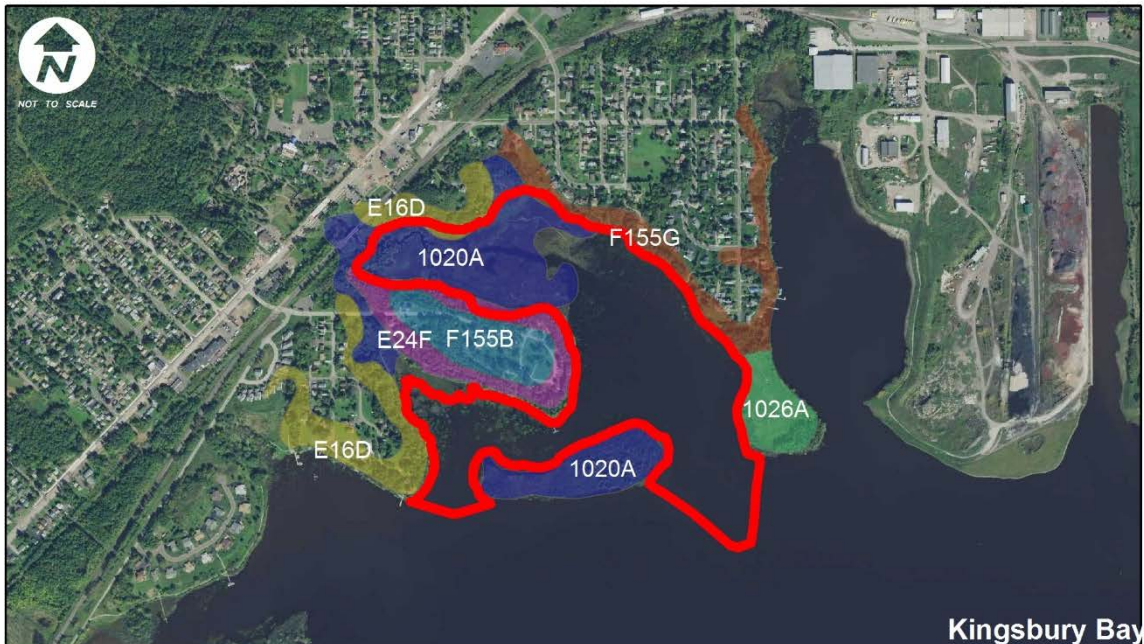 N
NOT TO SCALE
E16D
1020A
F155G
E24F F155B
1026A
E16D
1020A
Kingsbury Bay